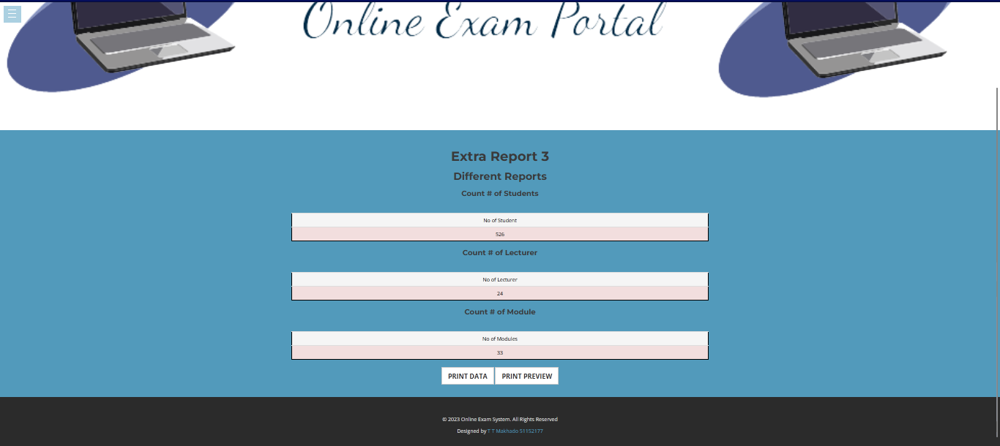 Online Exam Portal
Extra Report 3
Different Reports
Count # of Students
No of Student
526
Count # of Lecturer
No of Lecturer
24
Count # of Module
No of Modules
33
PRINT DATA PRINT PREVIEW
© 2023 Online Exam System. All Rights Reserved
Designed by T T Makhado 51152177